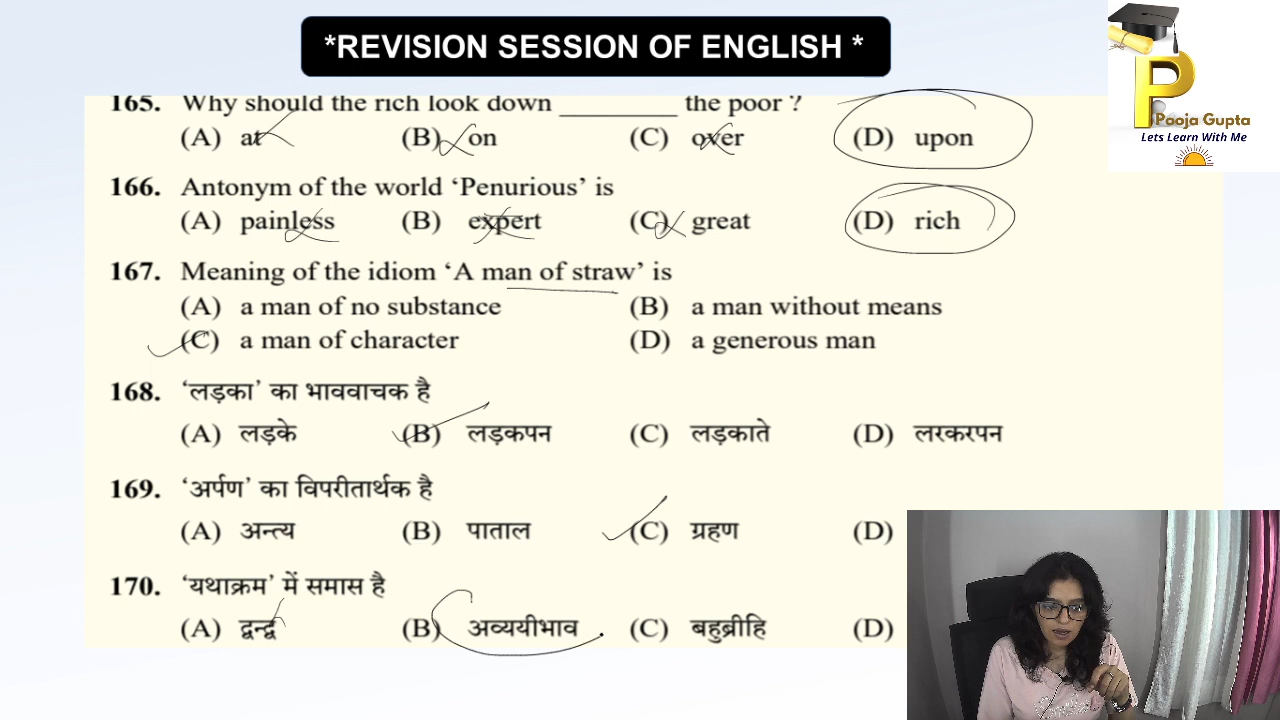 *REVISION SESSION OF ENGLISH *
Pooja Gupta
Lets Learn With Me
165. Why should the rich look down _________ the poor ?
(A) at (B) on (C) over (D) upon
166. Antonym of the world ‘Penurious’ is
(A) painless (B) expert (C) great (D) rich
167. Meaning of the idiom ‘A man of straw’ is
(A) a man of no substance (B) a man without means
(C) a man of character (D) a generous man
168. ‘लड़का’ का भाववाचक है
(A) लड़के (B) लड़कपन (C) लड़काते (D) लरकरपन
169. ‘अर्पण’ का विपरीतार्थक है
(A) अन्त्य (B) पाताल (C) ग्रहण (D)
170. ‘यथाक्रम’ में समास है
(A) द्वन्द्व (B) अव्ययीभाव (C) बहुब्रीहि (D)